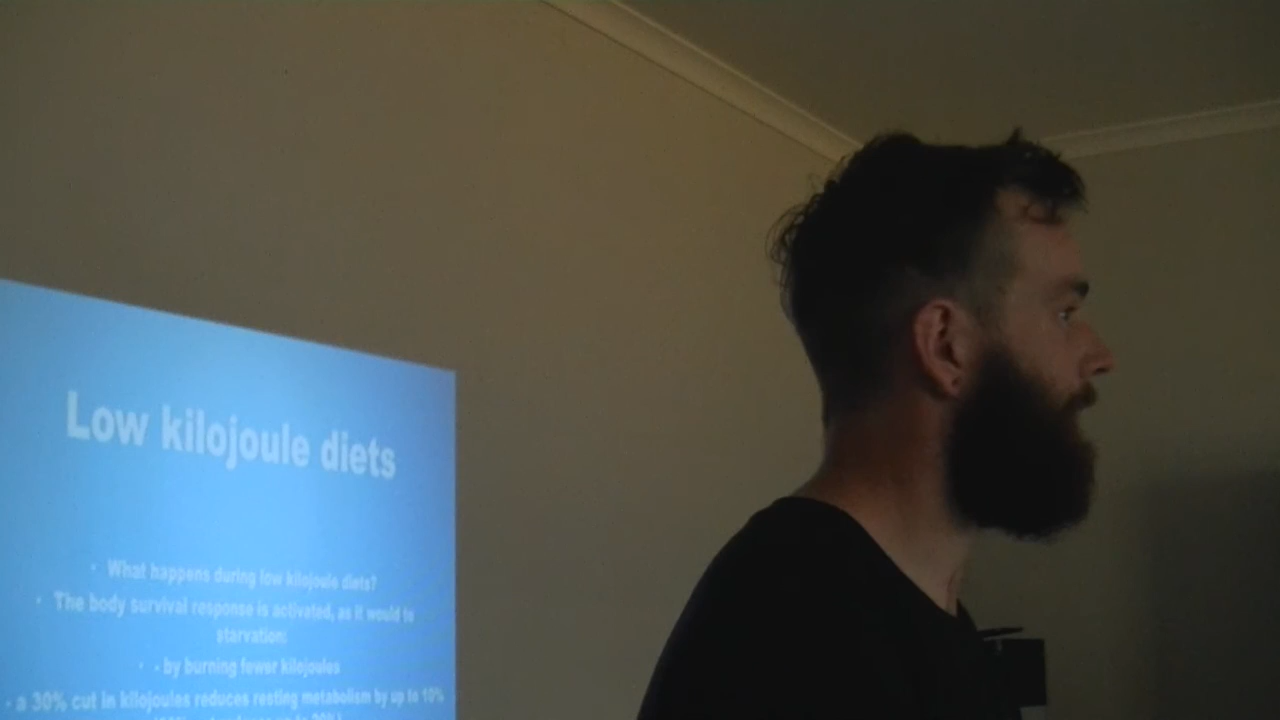 Low kilojoule diets
• What happens during low kilojoule diets?
• The body survival response is activated, as it would to
starvation:
• - by burning fewer kilojoules
- a 30% cut in kilojoules reduces resting metabolism by up to 10%